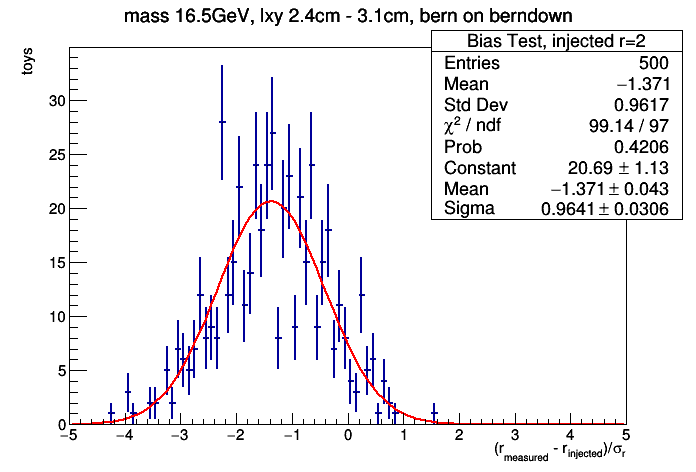 mass 16.5GeV, lxy 2.4cm - 3.1cm, bern on berndown
Bias Test, injected r=2
Entries 500
Mean −1.371
Std Dev 0.9617
χ² / ndf 99.14 / 97
Prob 0.4206
Constant 20.69 ± 1.13
Mean −1.371 ± 0.043
Sigma 0.9641 ± 0.0306
toys
30
25
20
15
10
5
0
−5 −4 −3 −2 −1 0 1 2 3 4 5
(r_measured - r_injected)/σ_r